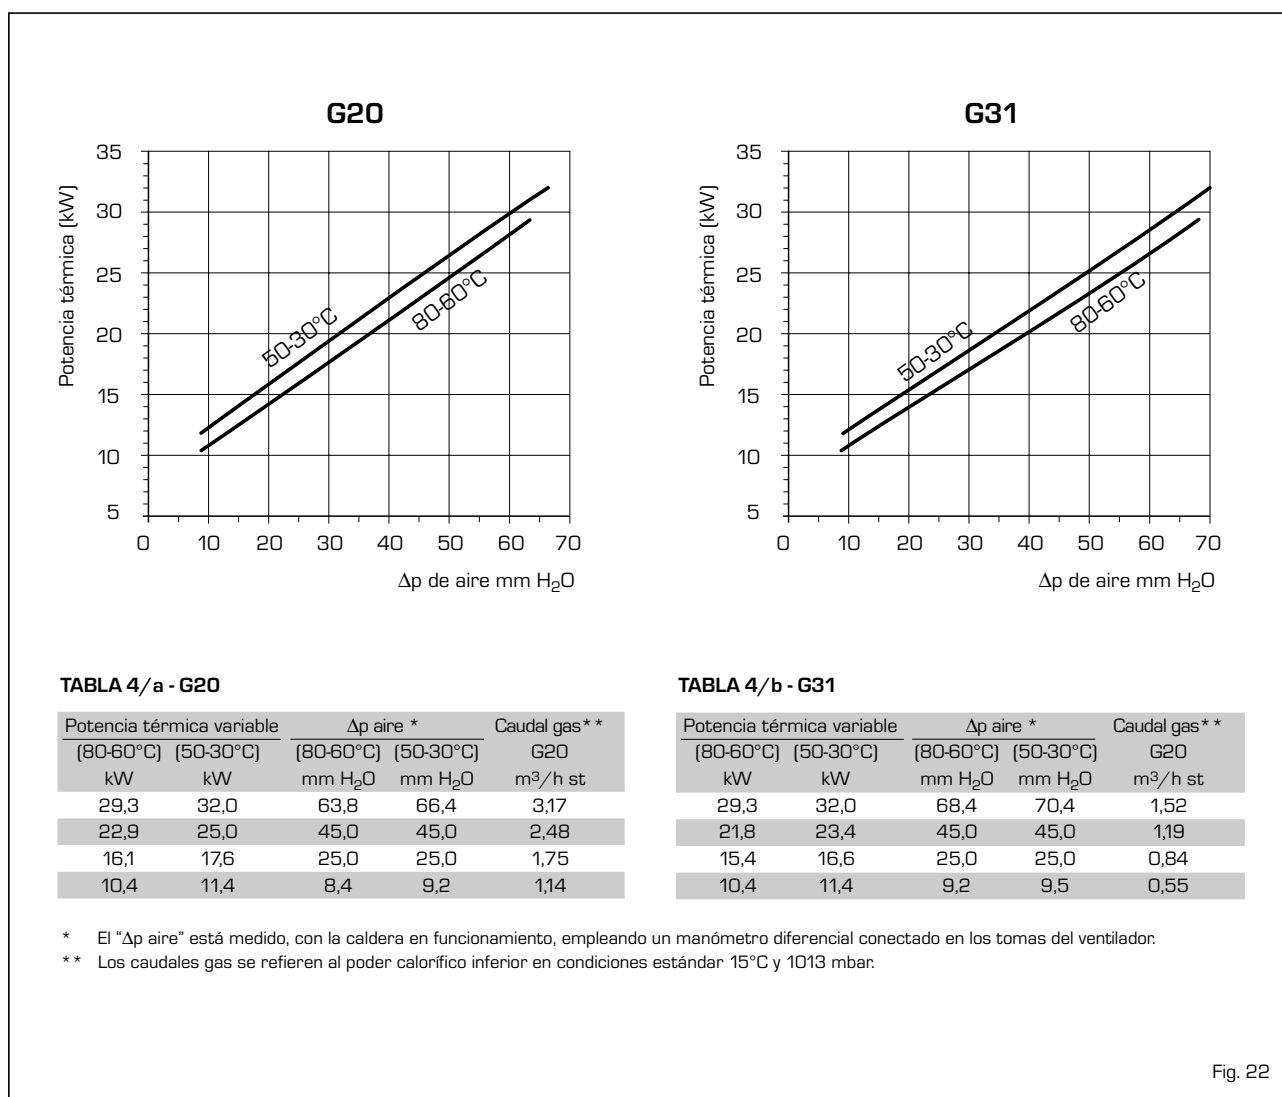 G20
35
30
25
20
15
10
5
0 10 20 30 40 50 60 70
Potencia térmica (kW)
50-30°C
80-60°C
Δp de aire mm H₂O
G31
35
30
25
20
15
10
5
0 10 20 30 40 50 60 70
Potencia térmica (kW)
50-30°C
80-60°C
Δp de aire mm H₂O
TABLA 4/a - G20
Potencia térmica variable Δp aire * Caudal gas**
(80-60°C) (50-30°C) (80-60°C) (50-30°C) G20
kW kW mm H₂O mm H₂O m³/h st
29,3 32,0 63,8 66,4 3,17
22,9 25,0 45,0 45,0 2,48
16,1 17,6 25,0 25,0 1,75
10,4 11,4 8,4 9,2 1,14
TABLA 4/b - G31
Potencia térmica variable Δp aire * Caudal gas**
(80-60°C) (50-30°C) (80-60°C) (50-30°C) G20
kW kW mm H₂O mm H₂O m³/h st
29,3 32,0 68,4 70,4 1,52
21,8 23,4 45,0 45,0 1,19
15,4 16,6 25,0 25,0 0,84
10,4 11,4 9,2 9,5 0,55
* El “Δp aire” está medido, con la caldera en funcionamiento, empleando un manómetro diferencial conectado en los tomas del ventilador.
** Los caudales gas se refieren al poder calorífico inferior en condiciones estándar 15°C y 1013 mbar.
Fig. 22